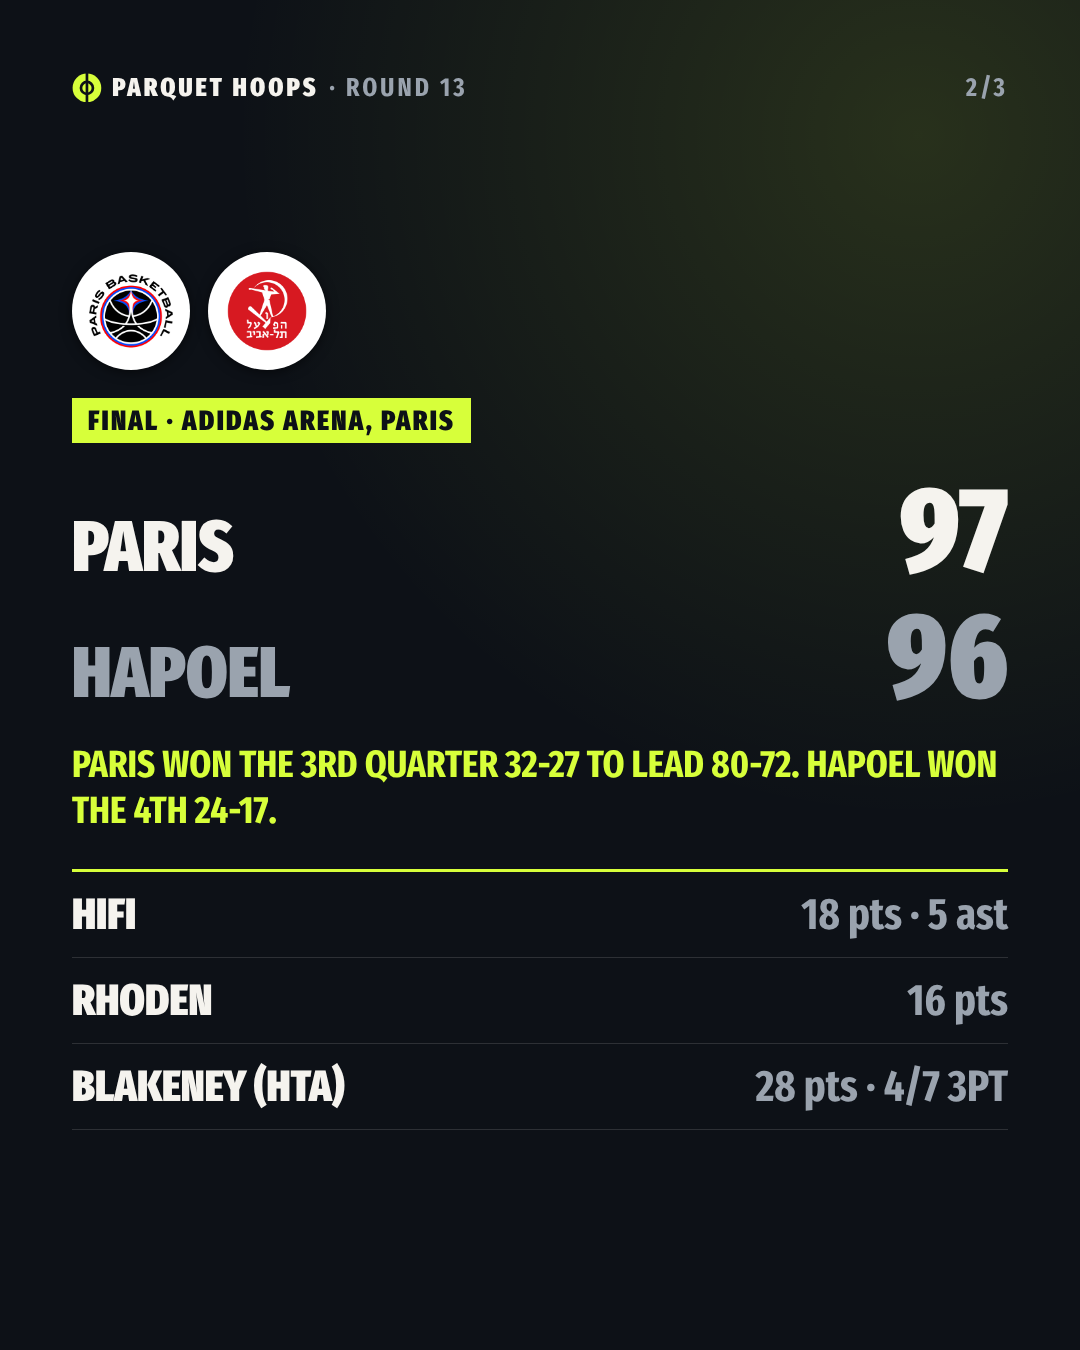 PARQUET HOOPS · ROUND 13
2/3
PARIS BASKETBALL
הפועל
תל-אביב
FINAL · ADIDAS ARENA, PARIS
PARIS 97
HAPOEL 96
PARIS WON THE 3RD QUARTER 32-27 TO LEAD 80-72. HAPOEL WON
THE 4TH 24-17.
HIFI 18 pts · 5 ast
RHODEN 16 pts
BLAKENEY (HTA) 28 pts · 4/7 3PT